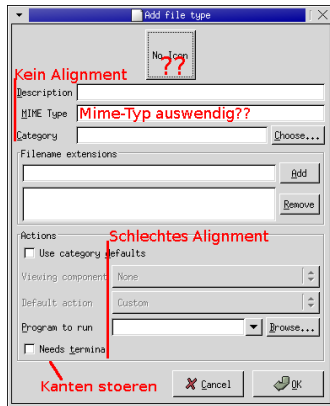 Add file type
No Icon
??
Kein Alignment
Description
MIME Type
Mime-Typ auswendig??
Category
Choose...
Filename extensions
Add
Remove
Actions
Schlechtes Alignment
Use category defaults
Viewing component
None
Default action
Custom
Program to run
Browse...
Needs terminal
Kanten stoeren
Cancel
OK